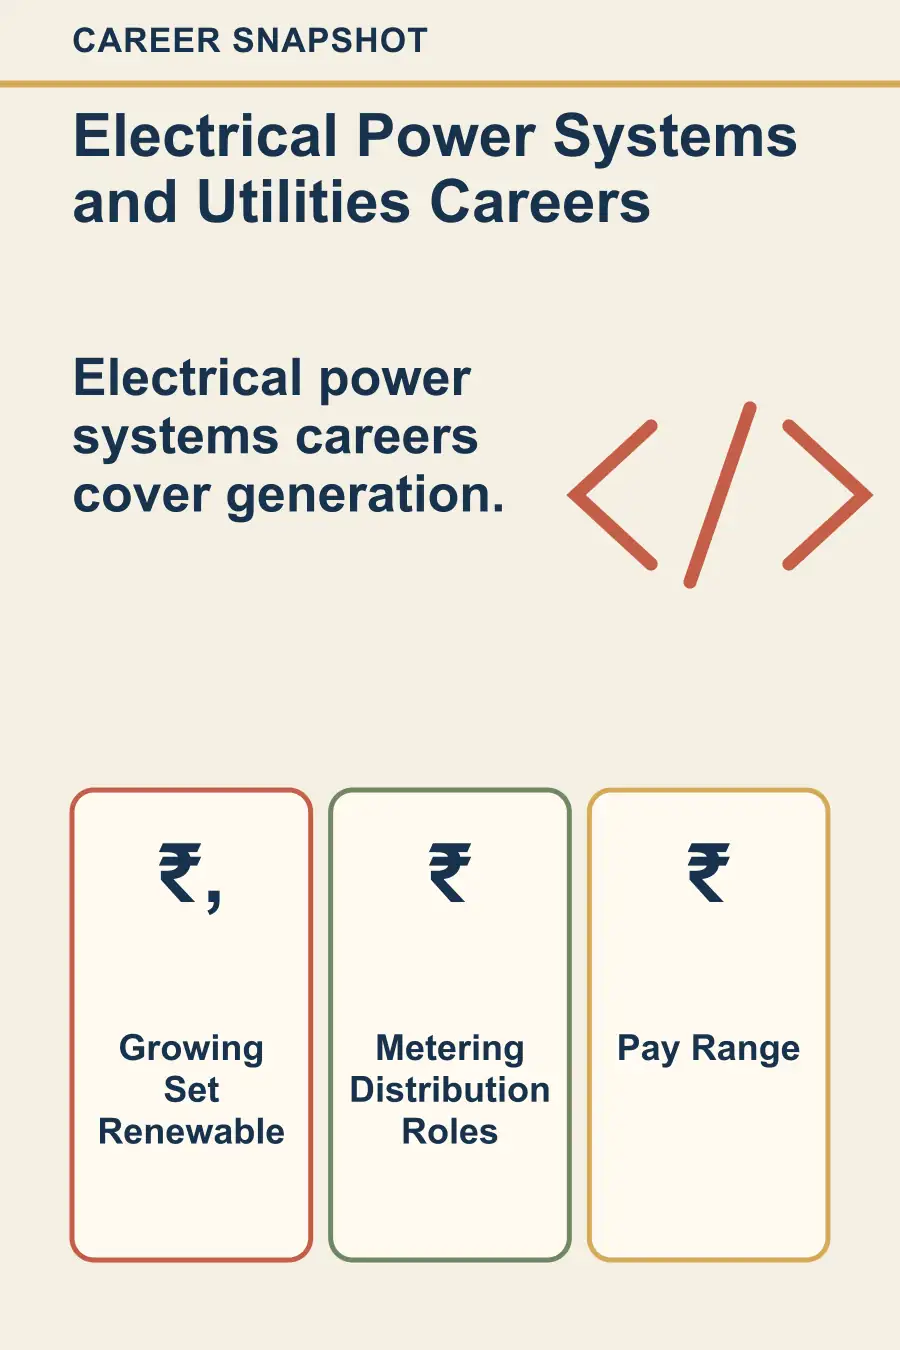 CAREER SNAPSHOT
Electrical Power Systems
and Utilities Careers
Electrical power
systems careers
cover generation.
₹,
Growing
Set
Renewable
₹
Metering
Distribution
Roles
₹
Pay Range